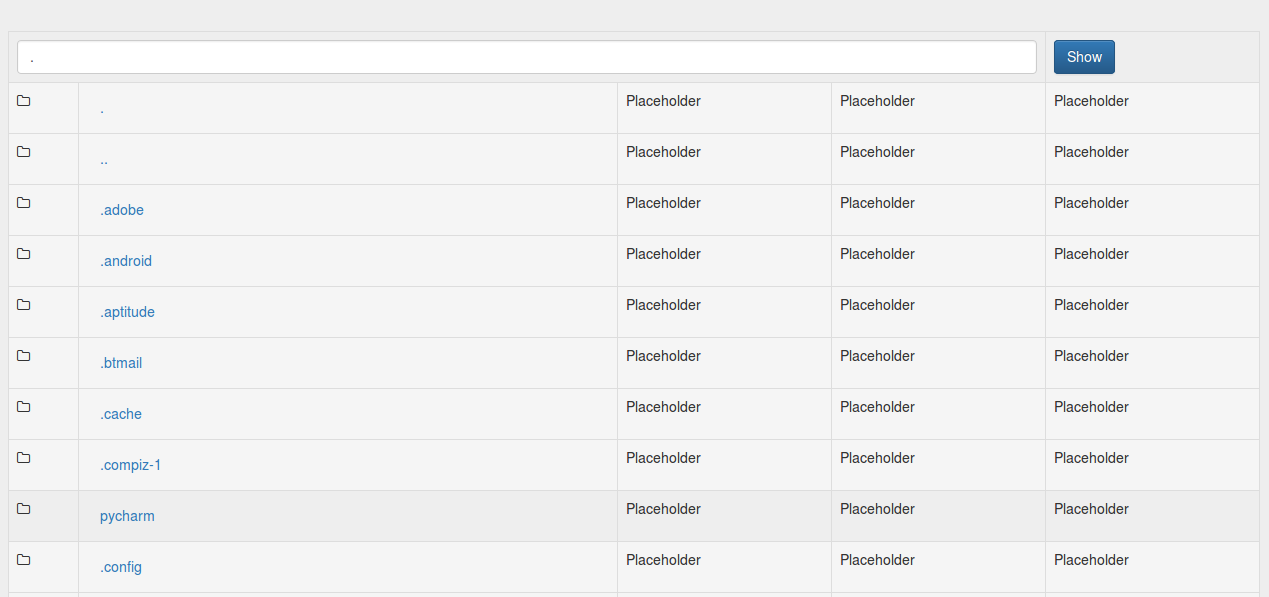 . Show
. Placeholder Placeholder Placeholder
.. Placeholder Placeholder Placeholder
.adobe Placeholder Placeholder Placeholder
.android Placeholder Placeholder Placeholder
.aptitude Placeholder Placeholder Placeholder
.btmail Placeholder Placeholder Placeholder
.cache Placeholder Placeholder Placeholder
.compiz-1 Placeholder Placeholder Placeholder
pycharm Placeholder Placeholder Placeholder
.config Placeholder Placeholder Placeholder